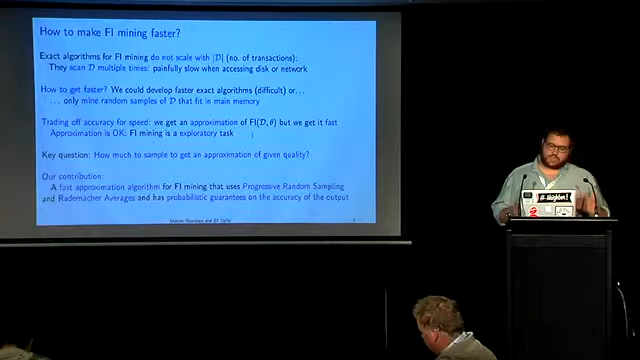 How to make FI mining faster?
Exact algorithms for FI mining do not scale with |D| (no. of transactions):
They scan D multiple times: painfully slow when accessing disk or network
How to get faster? We could develop faster exact algorithms (difficult) or...
... only mine random samples of D that fit in main memory
Trading off accuracy for speed: we get an approximation of FI(D, θ) but we get it fast
Approximation is OK: FI mining is a exploratory task
Key question: How much to sample to get an approximation of given quality?
Our contribution:
A fast approximation algorithm for FI mining that uses Progressive Random Sampling
and Rademacher Averages and has probabilistic guarantees on the accuracy of the output
Matteo Riondato and Eli Upfal